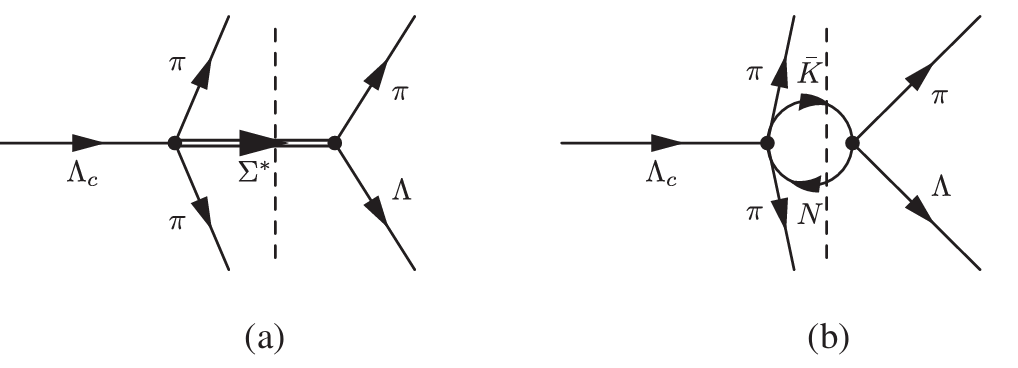 π π
Λc Σ*
π Λ
(a)
π K̄ π
Λc
π N Λ
(b)